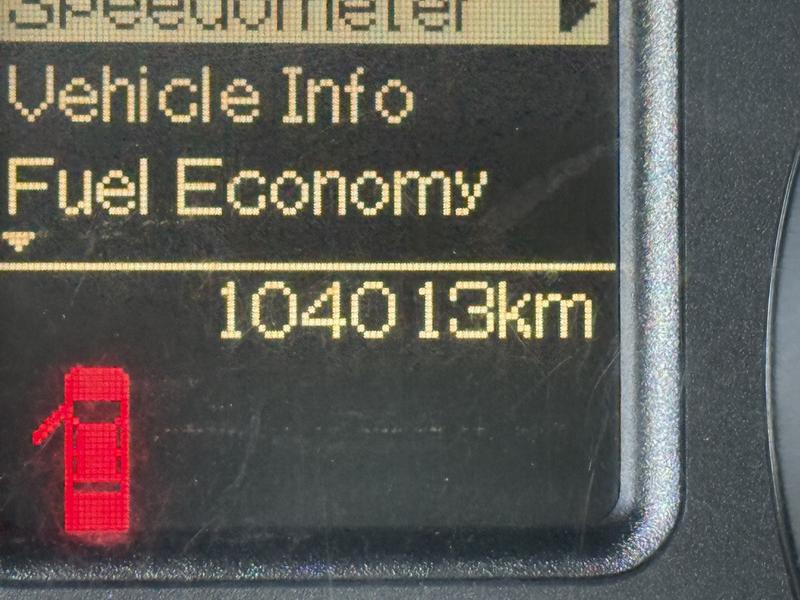 Speedometer
Vehicle Info
Fuel Economy
104013km